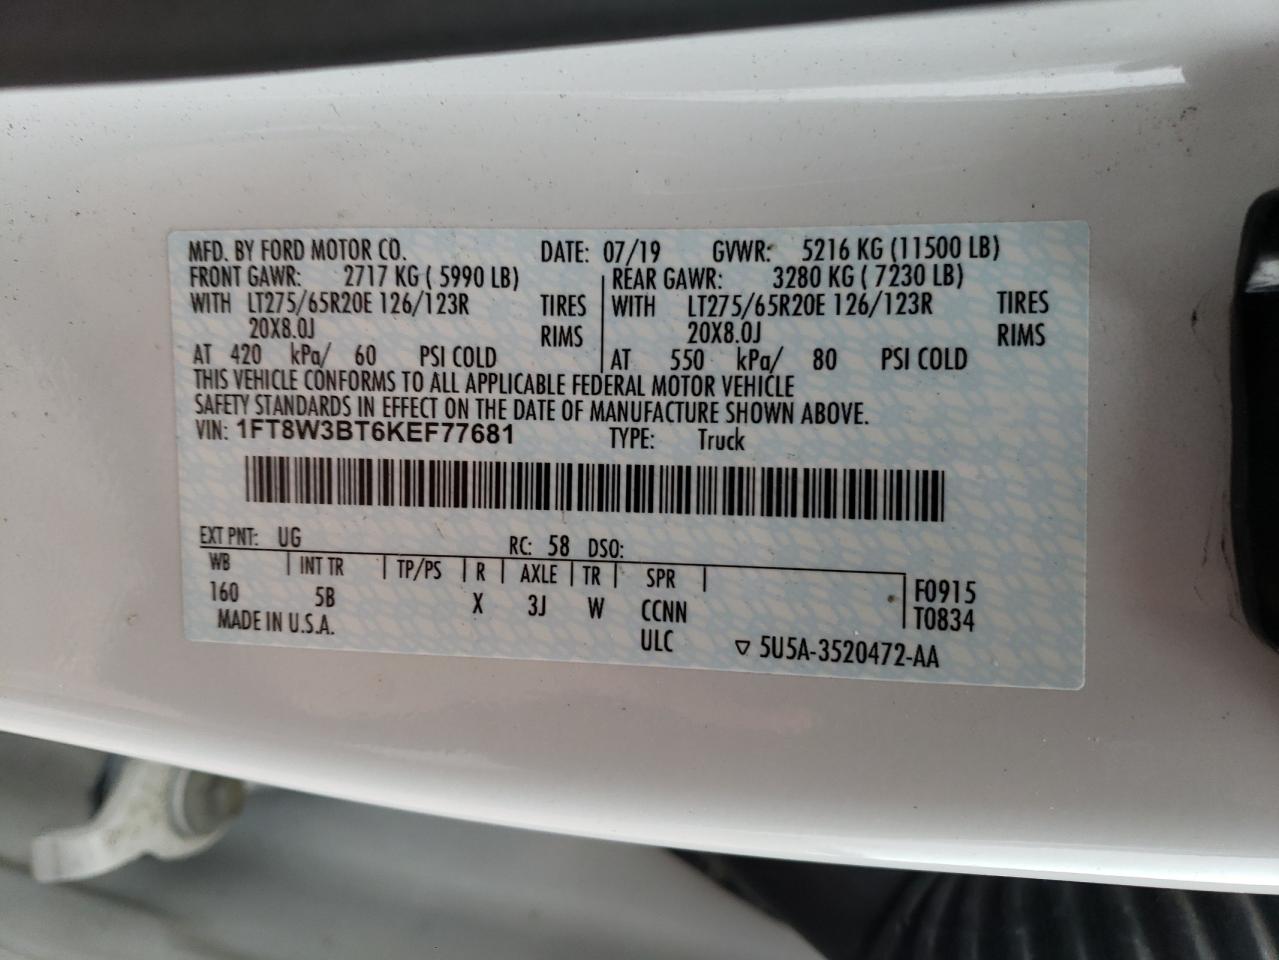 MFD. BY FORD MOTOR CO. DATE: 07/19 GVWR: 5216 KG (11500 LB)
FRONT GAWR: 2717 KG ( 5990 LB) REAR GAWR: 3280 KG ( 7230 LB)
WITH LT275/65R20E 126/123R TIRES WITH LT275/65R20E 126/123R TIRES
20X8.0J RIMS 20X8.0J RIMS
AT 420 kPa/ 60 PSI COLD AT 550 kPa/ 80 PSI COLD
THIS VEHICLE CONFORMS TO ALL APPLICABLE FEDERAL MOTOR VEHICLE
SAFETY STANDARDS IN EFFECT ON THE DATE OF MANUFACTURE SHOWN ABOVE.
VIN: 1FT8W3BT6KEF77681 TYPE: Truck
EXT PNT: UG RC: 58 DSO:
WB INT TR TP/PS R AXLE TR SPR F0915
160 5B X 3J W CCNN T0834
MADE IN U.S.A. ULC ▽ 5U5A-3520472-AA